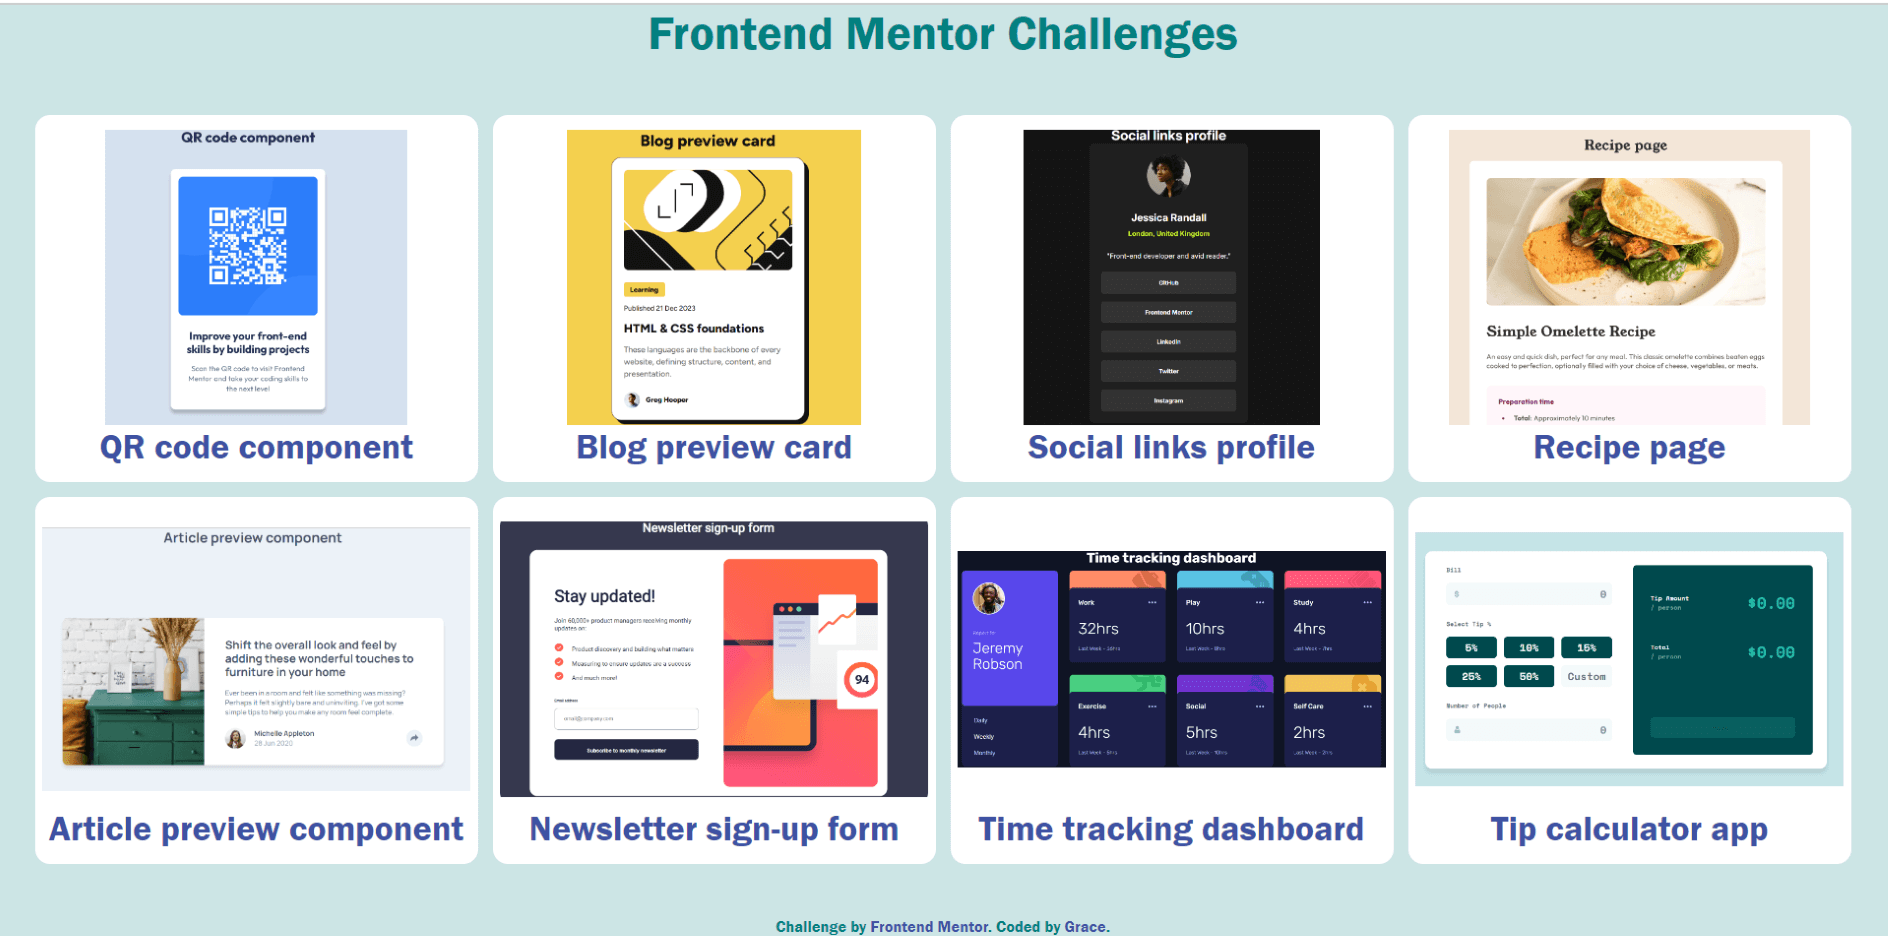 Frontend Mentor Challenges
QR code component
Improve your front-end
skills by building projects
Scan the QR code to visit Frontend
Mentor and take your coding skills to
the next level
QR code component
Blog preview card
Learning
Published 21 Dec 2023
HTML & CSS foundations
These languages are the backbone of every
website, defining structure, content, and
presentation.
Greg Hooper
Blog preview card
Social links profile
Jessica Randall
London, United Kingdom
"Front-end developer and avid reader."
GitHub
Frontend Mentor
LinkedIn
Twitter
Instagram
Social links profile
Recipe page
Simple Omelette Recipe
An easy and quick dish, perfect for any meal. This classic omelette combines beaten eggs
cooked to perfection, optionally filled with your choice of cheese, vegetables, or meats.
Preparation time
• Total: Approximately 10 minutes
Recipe page
Article preview component
Shift the overall look and feel by
adding these wonderful touches to
furniture in your home
Ever been in a room and felt like something was missing?
Perhaps it felt slightly bare and uninviting. I've got some
simple tips to help you make any room feel complete.
Michelle Appleton
28 Jun 2020
Article preview component
Newsletter sign-up form
Stay updated!
Join 60,000+ product managers receiving monthly
updates on:
Product discovery and building what matters
Measuring to ensure updates are a success
And much more!
Email address
email@company.com
Subscribe to monthly newsletter
94
Newsletter sign-up form
Time tracking dashboard
Report for
Jeremy
Robson
Daily
Weekly
Monthly
Work
32hrs
Last Week - 36hrs
Play
10hrs
Last Week - 8hrs
Study
4hrs
Last Week - 7hrs
Exercise
4hrs
Last Week - 5hrs
Social
5hrs
Last Week - 10hrs
Self Care
2hrs
Last Week - 2hrs
Time tracking dashboard
Bill
$ 0
Select Tip %
5% 10% 15%
25% 50% Custom
Number of People
0
Tip Amount
/ person
$0.00
Total
/ person
$0.00
Tip calculator app
Challenge by Frontend Mentor. Coded by Grace.